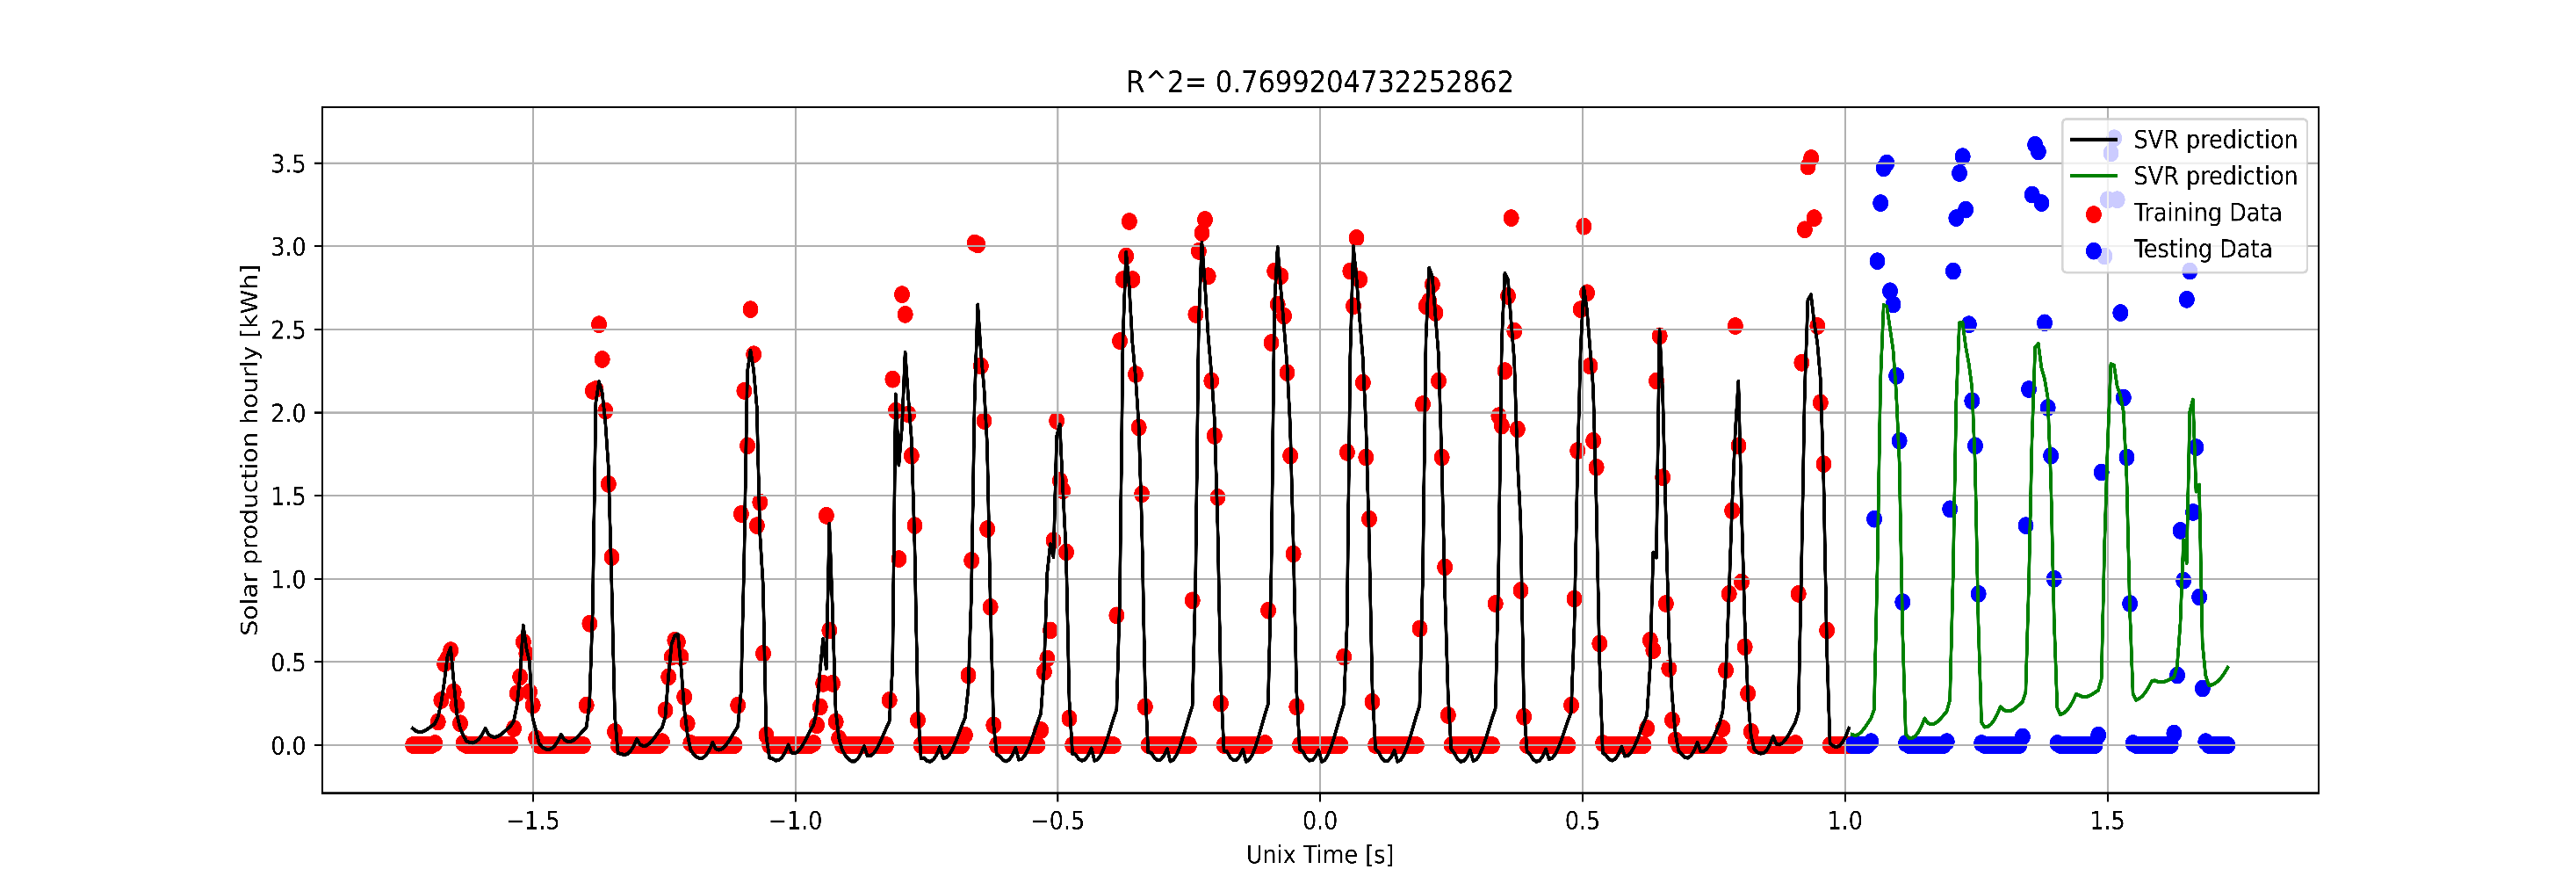 R^2= 0.7699204732252862
SVR prediction
SVR prediction
Training Data
Testing Data
3.5
3.0
2.5
2.0
1.5
1.0
0.5
0.0
Solar production hourly [kWh]
−1.5 −1.0 −0.5 0.0 0.5 1.0 1.5
Unix Time [s]